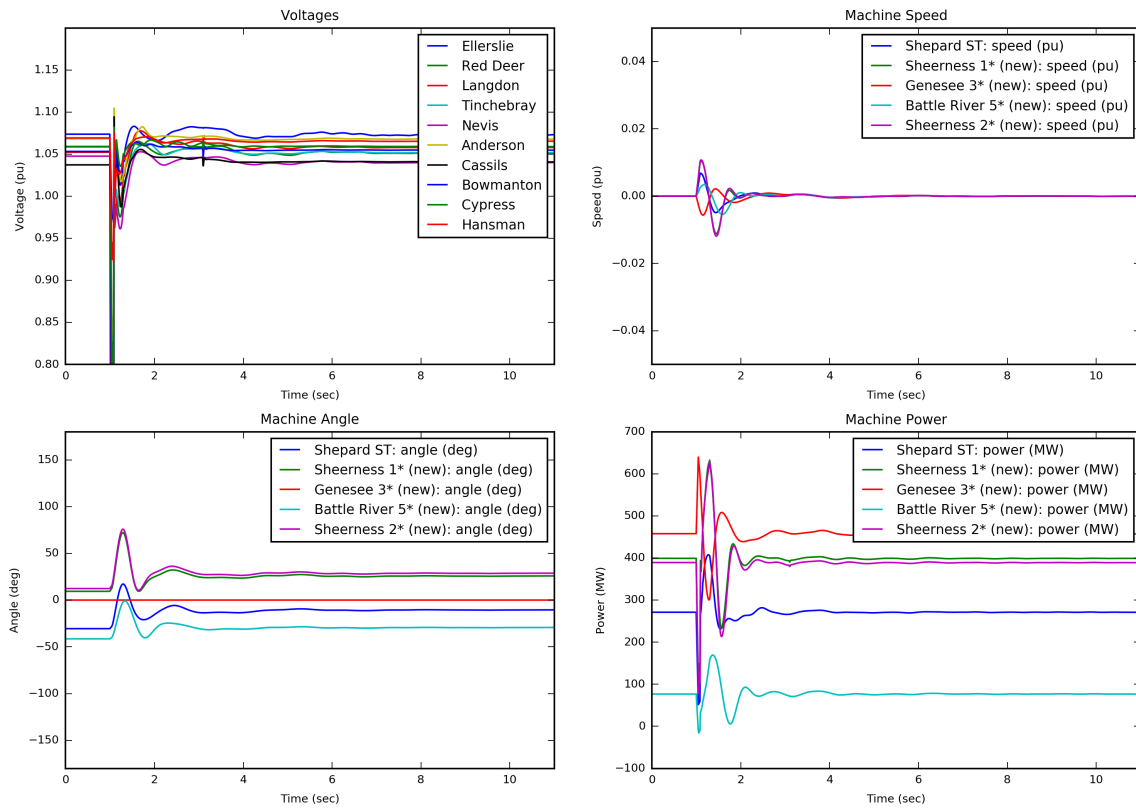 Voltages
1.15
1.10
1.05
1.00
0.95
0.90
0.85
0.80
Voltage (pu)
0 2 4 6 8 10
Time (sec)
Ellerslie
Red Deer
Langdon
Tinchebray
Nevis
Anderson
Cassils
Bowmanton
Cypress
Hansman
Machine Speed
0.04
0.02
0.00
−0.02
−0.04
Speed (pu)
0 2 4 6 8 10
Time (sec)
Shepard ST: speed (pu)
Sheerness 1* (new): speed (pu)
Genesee 3* (new): speed (pu)
Battle River 5* (new): speed (pu)
Sheerness 2* (new): speed (pu)
Machine Angle
150
100
50
0
−50
−100
−150
Angle (deg)
0 2 4 6 8 10
Time (sec)
Shepard ST: angle (deg)
Sheerness 1* (new): angle (deg)
Genesee 3* (new): angle (deg)
Battle River 5* (new): angle (deg)
Sheerness 2* (new): angle (deg)
Machine Power
700
600
500
400
300
200
100
0
−100
Power (MW)
0 2 4 6 8 10
Time (sec)
Shepard ST: power (MW)
Sheerness 1* (new): power (MW)
Genesee 3* (new): power (MW)
Battle River 5* (new): power (MW)
Sheerness 2* (new): power (MW)